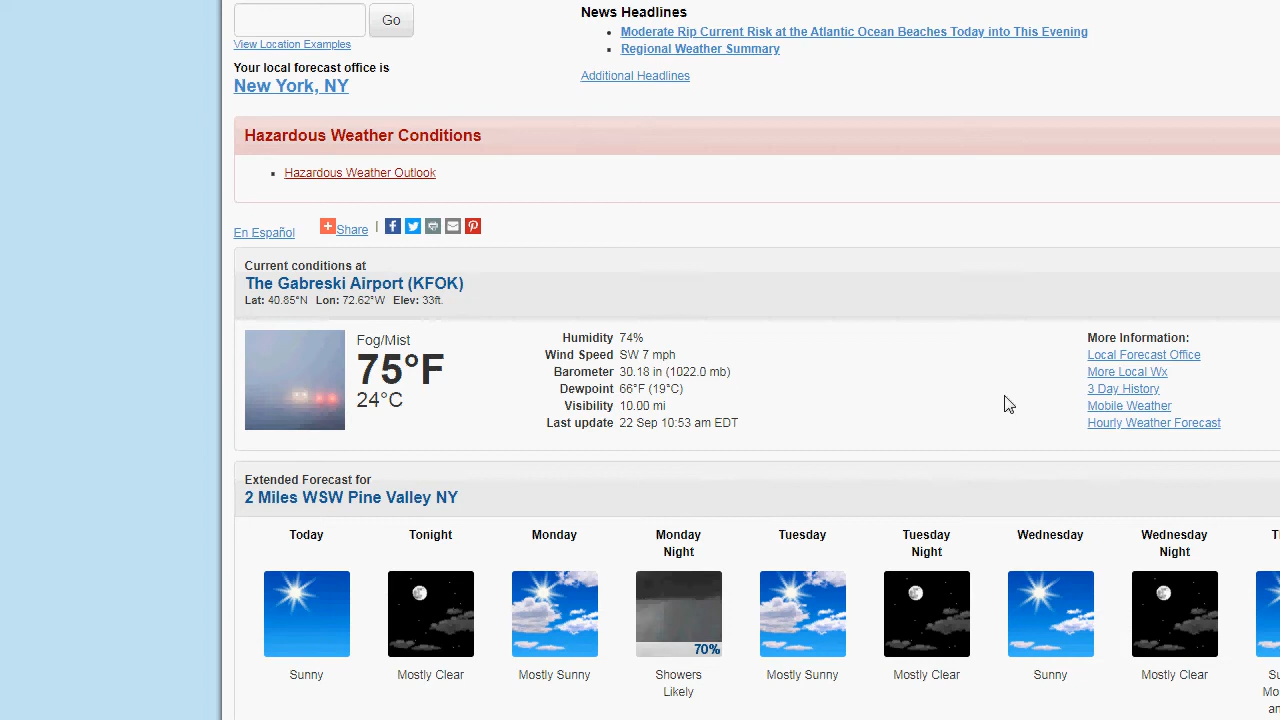 Go
News Headlines
Moderate Rip Current Risk at the Atlantic Ocean Beaches Today into This Evening
Regional Weather Summary
Additional Headlines
View Location Examples
Your local forecast office is
New York, NY
Hazardous Weather Conditions
Hazardous Weather Outlook
En Español
Share |
Current conditions at
The Gabreski Airport (KFOK)
Lat: 40.85°N Lon: 72.62°W Elev: 33ft.
Fog/Mist
75°F
24°C
Humidity 74%
Wind Speed SW 7 mph
Barometer 30.18 in (1022.0 mb)
Dewpoint 66°F (19°C)
Visibility 10.00 mi
Last update 22 Sep 10:53 am EDT
More Information:
Local Forecast Office
More Local Wx
3 Day History
Mobile Weather
Hourly Weather Forecast
Extended Forecast for
2 Miles WSW Pine Valley NY
Today
Tonight
Monday
Monday
Night
Tuesday
Tuesday
Night
Wednesday
Wednesday
Night
70%
Sunny
Mostly Clear
Mostly Sunny
Showers
Likely
Mostly Sunny
Mostly Clear
Sunny
Mostly Clear